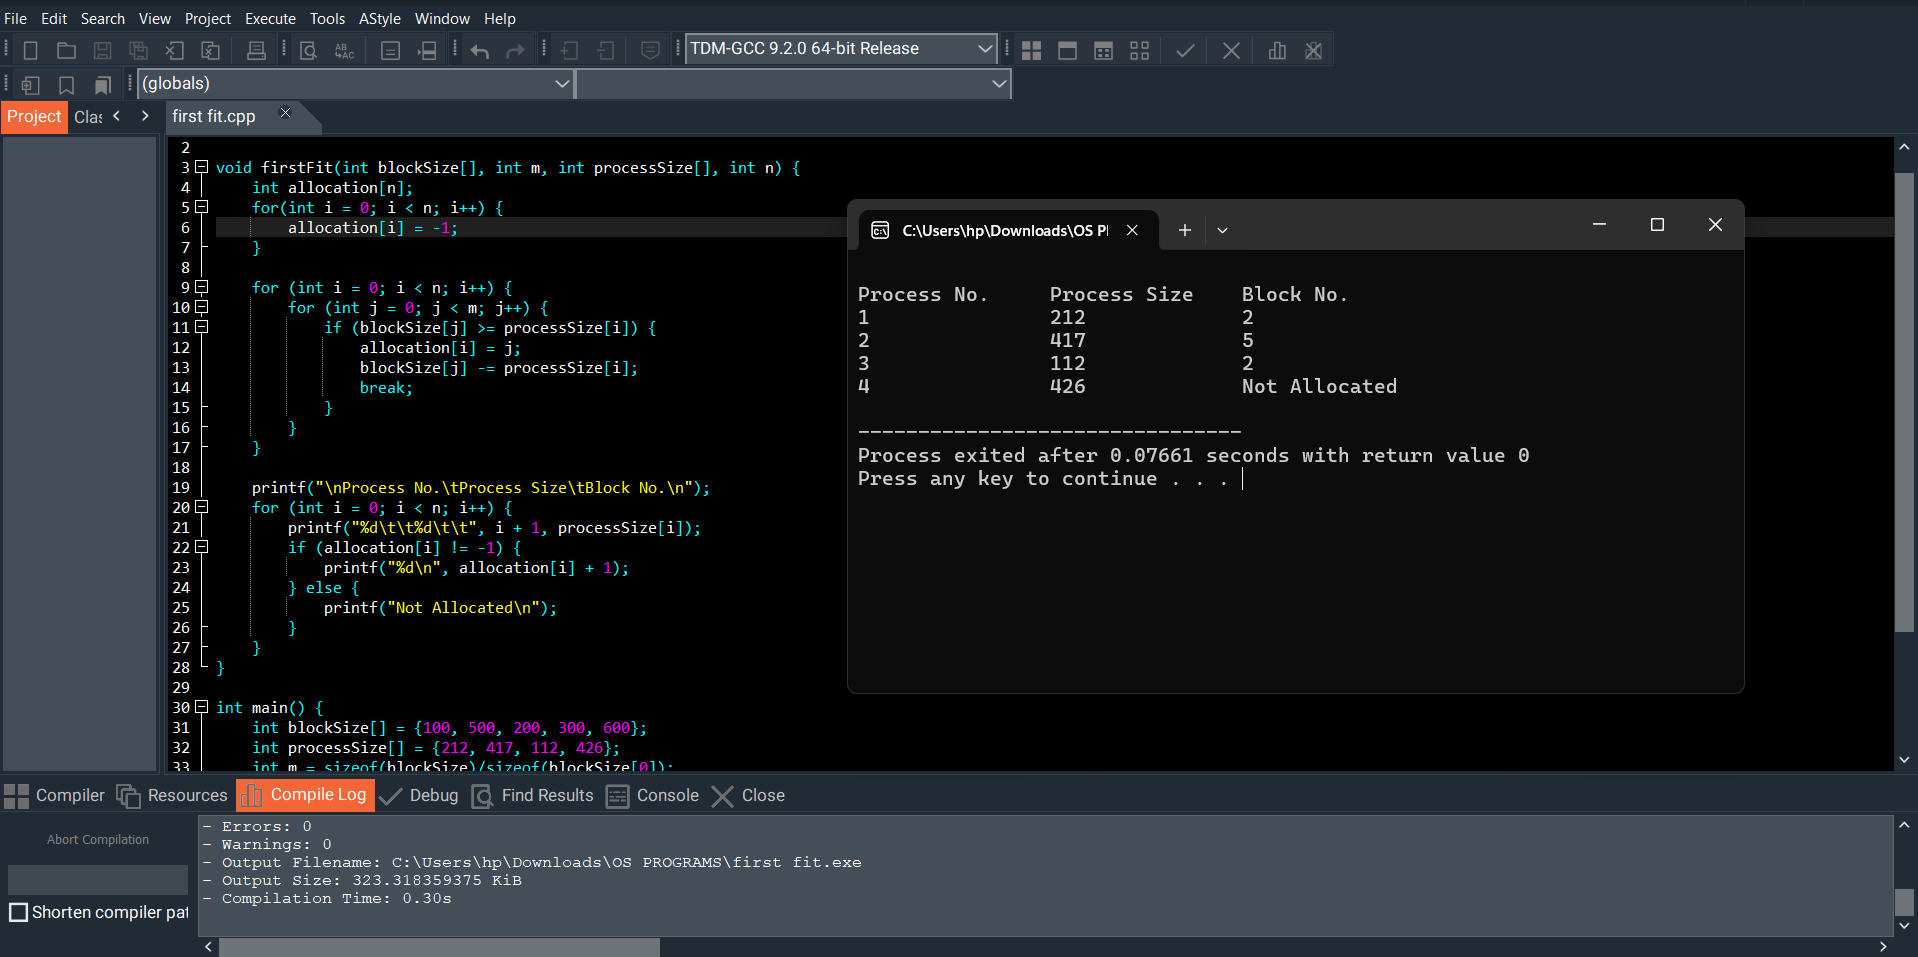 File Edit Search View Project Execute Tools AStyle Window Help
TDM-GCC 9.2.0 64-bit Release
(globals)
Project Clas
first fit.cpp
2
3 void firstFit(int blockSize[], int m, int processSize[], int n) {
4 int allocation[n];
5 for(int i = 0; i < n; i++) {
6 allocation[i] = -1;
7 }
8
9 for (int i = 0; i < n; i++) {
10 for (int j = 0; j < m; j++) {
11 if (blockSize[j] >= processSize[i]) {
12 allocation[i] = j;
13 blockSize[j] -= processSize[i];
14 break;
15 }
16 }
17 }
18
19 printf("\nProcess No.\tProcess Size\tBlock No.\n");
20 for (int i = 0; i < n; i++) {
21 printf("%d\t\t%d\t\t", i + 1, processSize[i]);
22 if (allocation[i] != -1) {
23 printf("%d\n", allocation[i] + 1);
24 } else {
25 printf("Not Allocated\n");
26 }
27 }
28 }
29
30 int main() {
31 int blockSize[] = {100, 500, 200, 300, 600};
32 int processSize[] = {212, 417, 112, 426};
33 int m = sizeof(blockSize)/sizeof(blockSize[0]);
C:\Users\hp\Downloads\OS PI
Process No. Process Size Block No.
1 212 2
2 417 5
3 112 2
4 426 Not Allocated
--------------------------------
Process exited after 0.07661 seconds with return value 0
Press any key to continue . . .
Compiler Resources Compile Log Debug Find Results Console Close
Abort Compilation
Shorten compiler pat
- Errors: 0
- Warnings: 0
- Output Filename: C:\Users\hp\Downloads\OS PROGRAMS\first fit.exe
- Output Size: 323.318359375 KiB
- Compilation Time: 0.30s